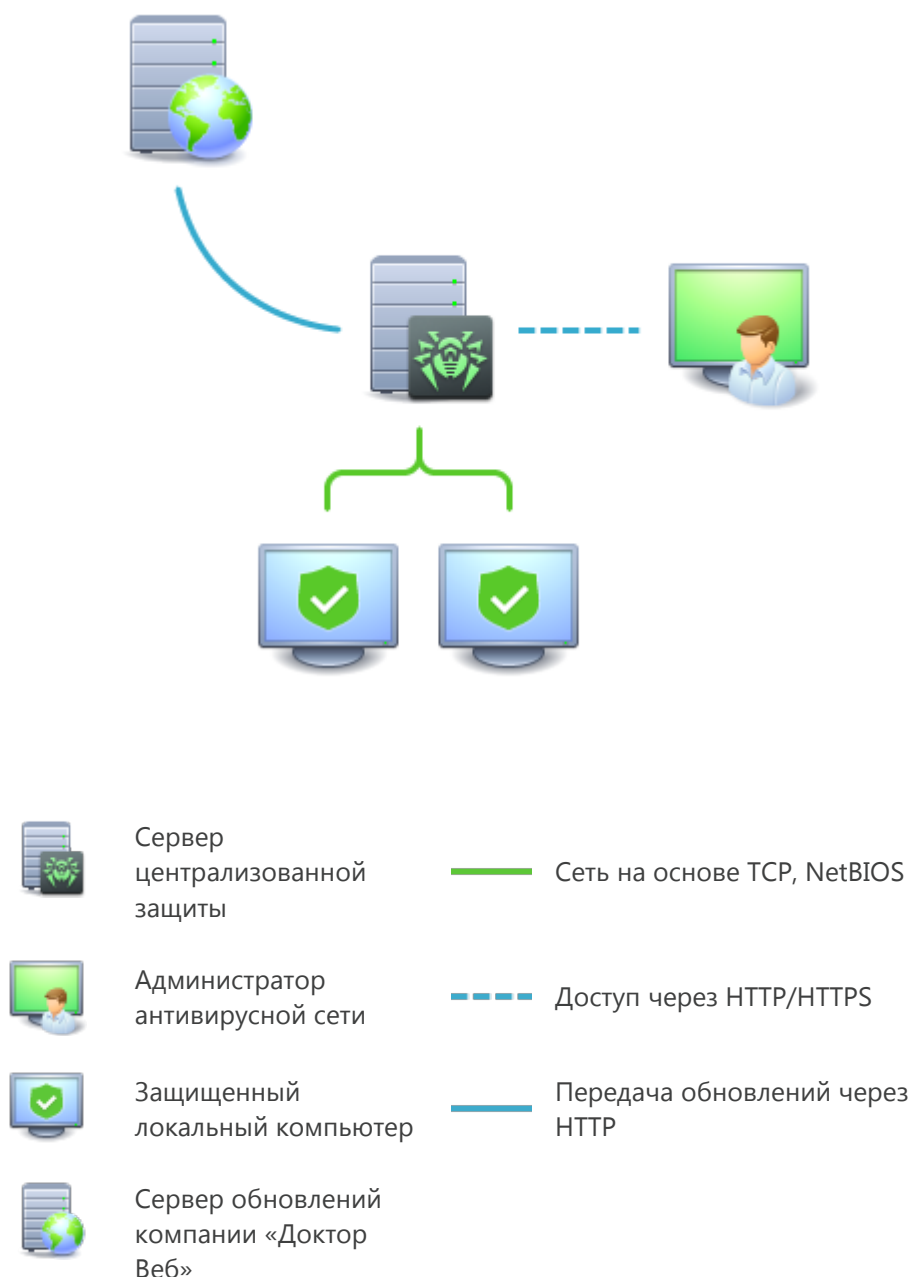 Сервер
централизованной
защиты
Сеть на основе TCP, NetBIOS
Администратор
антивирусной сети
Доступ через HTTP/HTTPS
Защищенный
локальный компьютер
Передача обновлений через
HTTP
Сервер обновлений
компании «Доктор
Веб»